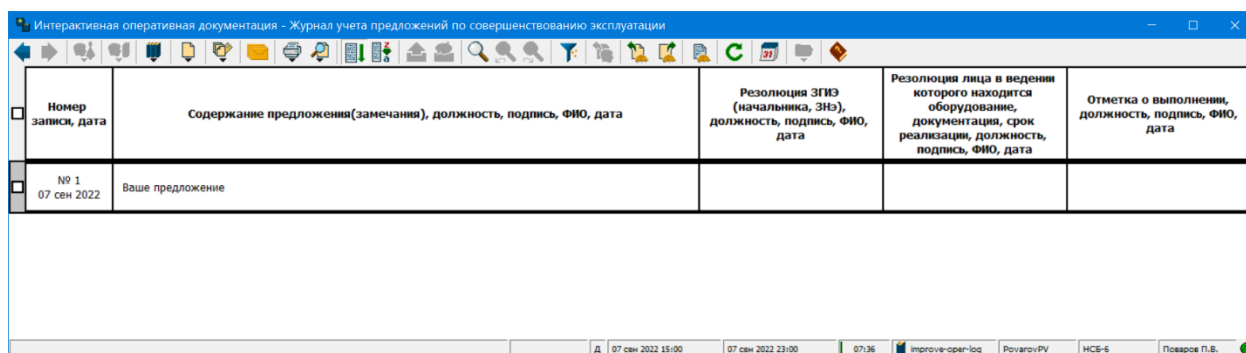 Интерактивная оперативная документация - Журнал учета предложений по совершенствованию эксплуатации
31
Номер
записи, дата
Содержание предложения(замечания), должность, подпись, ФИО, дата
Резолюция ЗГИЭ
(начальника, ЗНэ),
должность, подпись, ФИО,
дата
Резолюция лица в ведении
которого находится
оборудование,
документация, срок
реализации, должность,
подпись, ФИО, дата
Отметка о выполнении,
должность, подпись, ФИО,
дата
№ 1
07 сен 2022
Ваше предложение
Д 07 сен 2022 15:00 07 сен 2022 23:00 07:36 improve-oper-log PovarovPV НСБ-6 Поваров П.В.